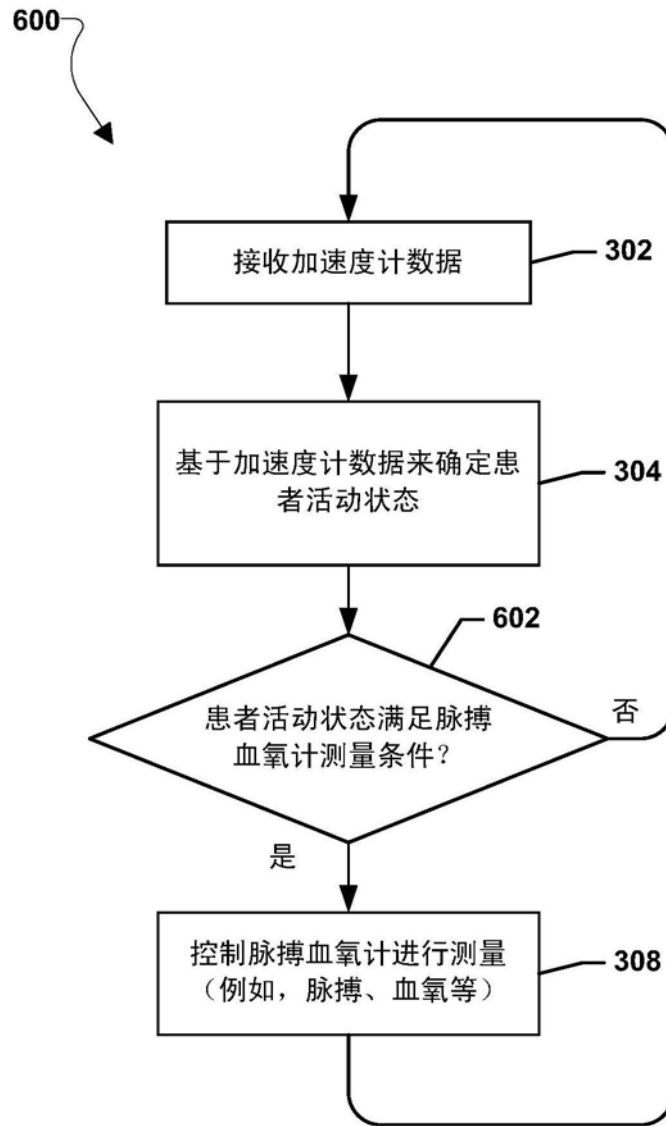 600
接收加速度计数据
302
基于加速度计数据来确定患
者活动状态
304
602
患者活动状态满足脉搏
血氧计测量条件?
否
是
控制脉搏血氧计进行测量
（例如，脉搏、血氧等）
308